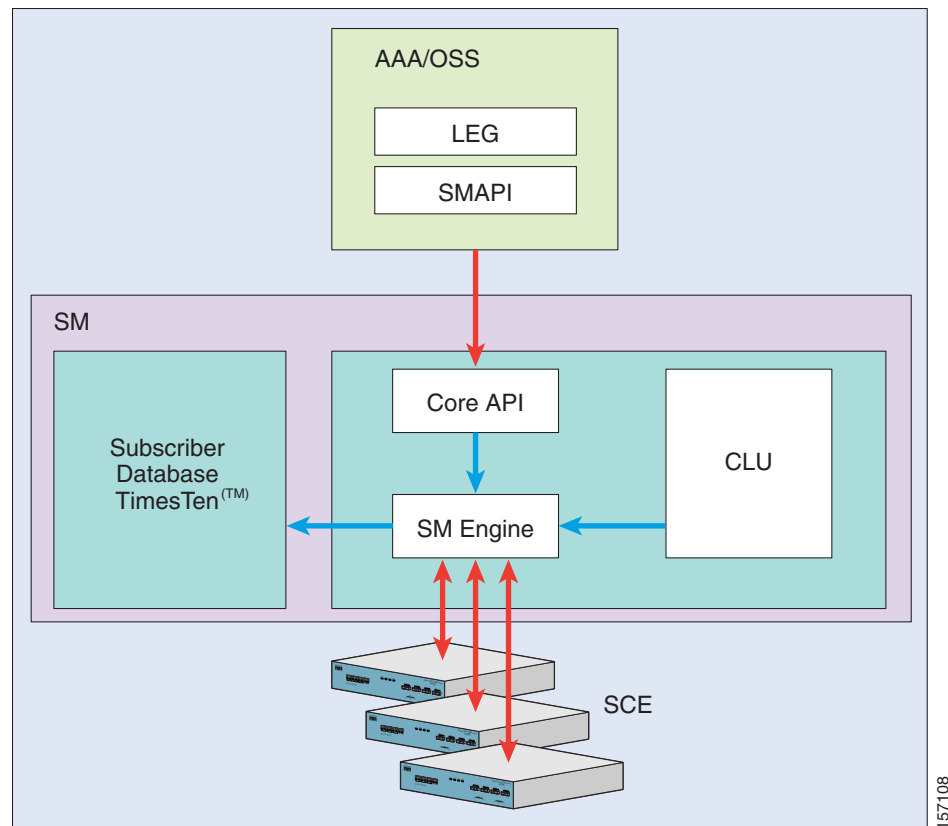 AAA/OSS
LEG
SMAPI
SM
Subscriber
Database
TimesTen(TM)
Core API
SM Engine
CLU
SCE
157108